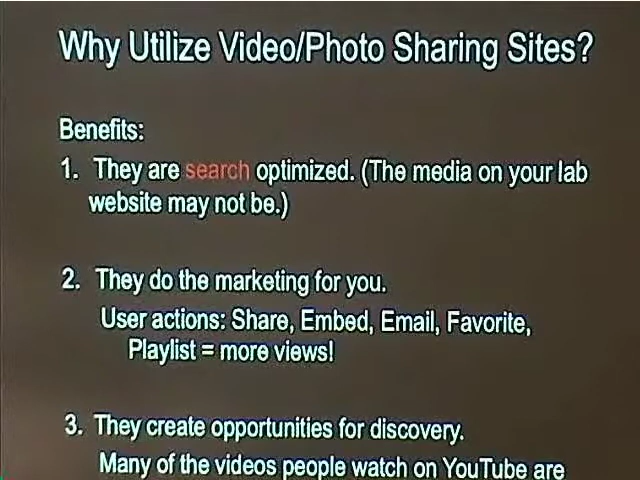 Why Utilize Video/Photo Sharing Sites?
Benefits:
1. They are search optimized. (The media on your lab
website may not be.)
2. They do the marketing for you.
User actions: Share, Embed, Email, Favorite,
Playlist = more views!
3. They create opportunities for discovery.
Many of the videos people watch on YouTube are